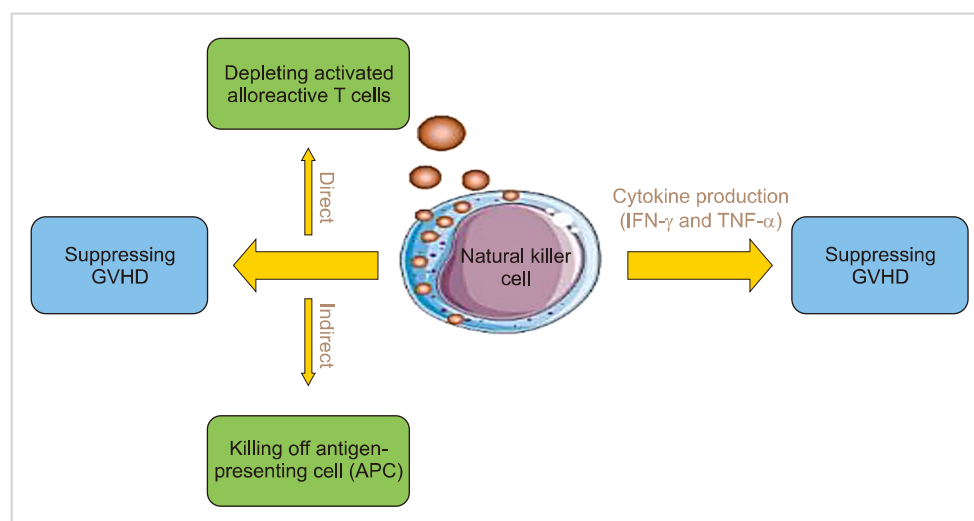 Depleting activated
alloreactive T cells
Direct
Suppressing
GVHD
Indirect
Killing off antigen-
presenting cell (APC)
Natural killer
cell
Cytokine production
(IFN-γ and TNF-α)
Suppressing
GVHD